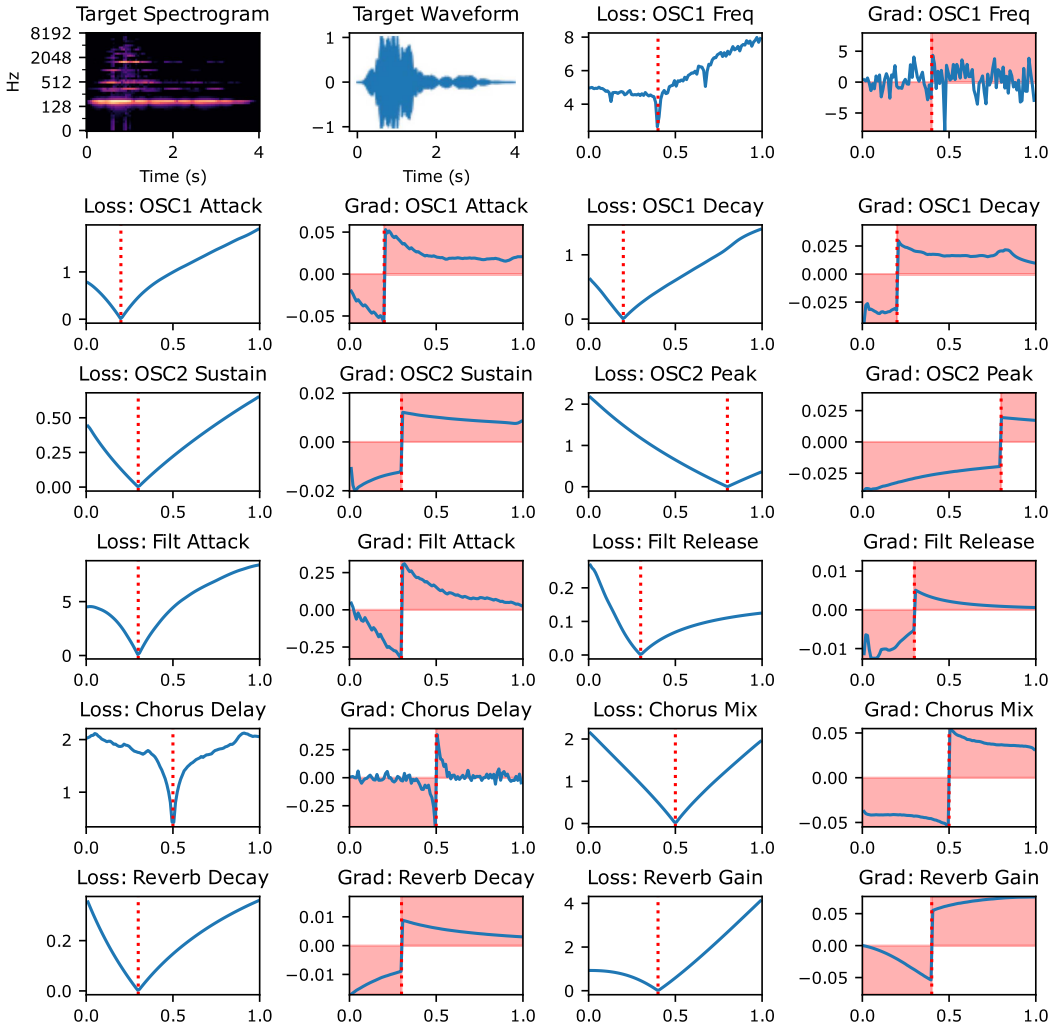 Target Spectrogram
Target Waveform
Loss: OSC1 Freq
Grad: OSC1 Freq
8192
2048
512
128
0
Hz
0 2 4
Time (s)
1
0
−1
0 2 4
Time (s)
8
6
4
0.0 0.5 1.0
5
0
−5
0.0 0.5 1.0
Loss: OSC1 Attack
Grad: OSC1 Attack
Loss: OSC1 Decay
Grad: OSC1 Decay
1
0
0.0 0.5 1.0
0.05
0.00
−0.05
0.0 0.5 1.0
1
0
0.0 0.5 1.0
0.025
0.000
−0.025
0.0 0.5 1.0
Loss: OSC2 Sustain
Grad: OSC2 Sustain
Loss: OSC2 Peak
Grad: OSC2 Peak
0.50
0.25
0.00
0.0 0.5 1.0
0.02
0.00
−0.02
0.0 0.5 1.0
2
1
0
0.0 0.5 1.0
0.025
0.000
−0.025
0.0 0.5 1.0
Loss: Filt Attack
Grad: Filt Attack
Loss: Filt Release
Grad: Filt Release
5
0
0.0 0.5 1.0
0.25
0.00
−0.25
0.0 0.5 1.0
0.2
0.1
0.0
0.0 0.5 1.0
0.01
0.00
−0.01
0.0 0.5 1.0
Loss: Chorus Delay
Grad: Chorus Delay
Loss: Chorus Mix
Grad: Chorus Mix
2
1
0.0 0.5 1.0
0.25
0.00
−0.25
0.0 0.5 1.0
2
1
0
0.0 0.5 1.0
0.05
0.00
−0.05
0.0 0.5 1.0
Loss: Reverb Decay
Grad: Reverb Decay
Loss: Reverb Gain
Grad: Reverb Gain
0.2
0.0
0.0 0.5 1.0
0.01
0.00
−0.01
0.0 0.5 1.0
4
2
0
0.0 0.5 1.0
0.05
0.00
−0.05
0.0 0.5 1.0